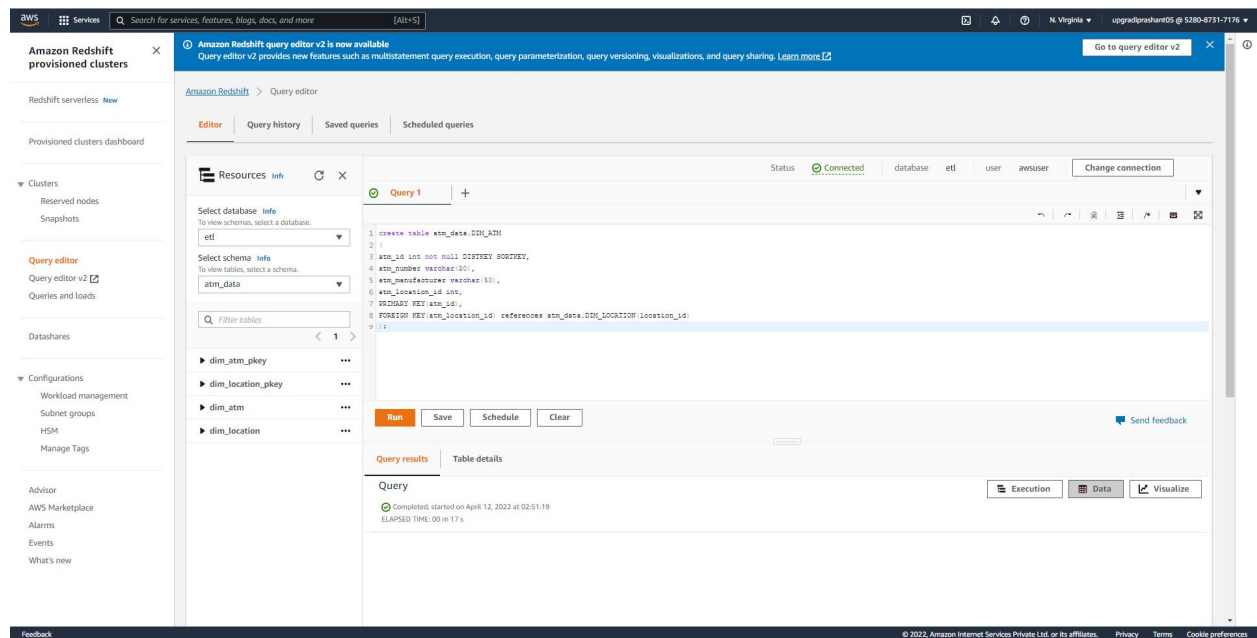 aws
Services
Search for services, features, blogs, docs, and more
[Alt+S]
N. Virginia
upgradiprashant05 @ 5280-8731-7176
Amazon Redshift
provisioned clusters
Redshift serverless New
Provisioned clusters dashboard
Clusters
Reserved nodes
Snapshots
Query editor
Query editor v2
Queries and loads
Datashares
Configurations
Workload management
Subnet groups
HSM
Manage Tags
Advisor
AWS Marketplace
Alarms
Events
What's new
Amazon Redshift query editor v2 is now available
Query editor v2 provides new features such as multistatement query execution, query parameterization, query versioning, visualizations, and query sharing. Learn more
Go to query editor v2
Amazon Redshift > Query editor
Editor
Query history
Saved queries
Scheduled queries
Resources Info
Select database Info
To view schemas, select a database.
etl
Select schema Info
To view tables, select a schema.
atm_data
Filter tables
< 1 >
dim_atm_pkey
dim_location_pkey
dim_atm
dim_location
Status Connected database etl user awsuser
Change connection
Query 1 +
1 create table atm_data.DIM_ATM
2 (
3 atm_id int not null DISTKEY SORTKEY,
4 atm_number varchar(20),
5 atm_manufacturer varchar(50),
6 atm_location_id int,
7 PRIMARY KEY(atm_id),
8 FOREIGN KEY(atm_location_id) references atm_data.DIM_LOCATION(location_id)
9 );
Run
Save
Schedule
Clear
Send feedback
Query results
Table details
Query
Execution
Data
Visualize
Completed, started on April 12, 2022 at 02:51:19
ELAPSED TIME: 00 m 17 s
Feedback
© 2022, Amazon Internet Services Private Ltd. or its affiliates.
Privacy
Terms
Cookie preferences